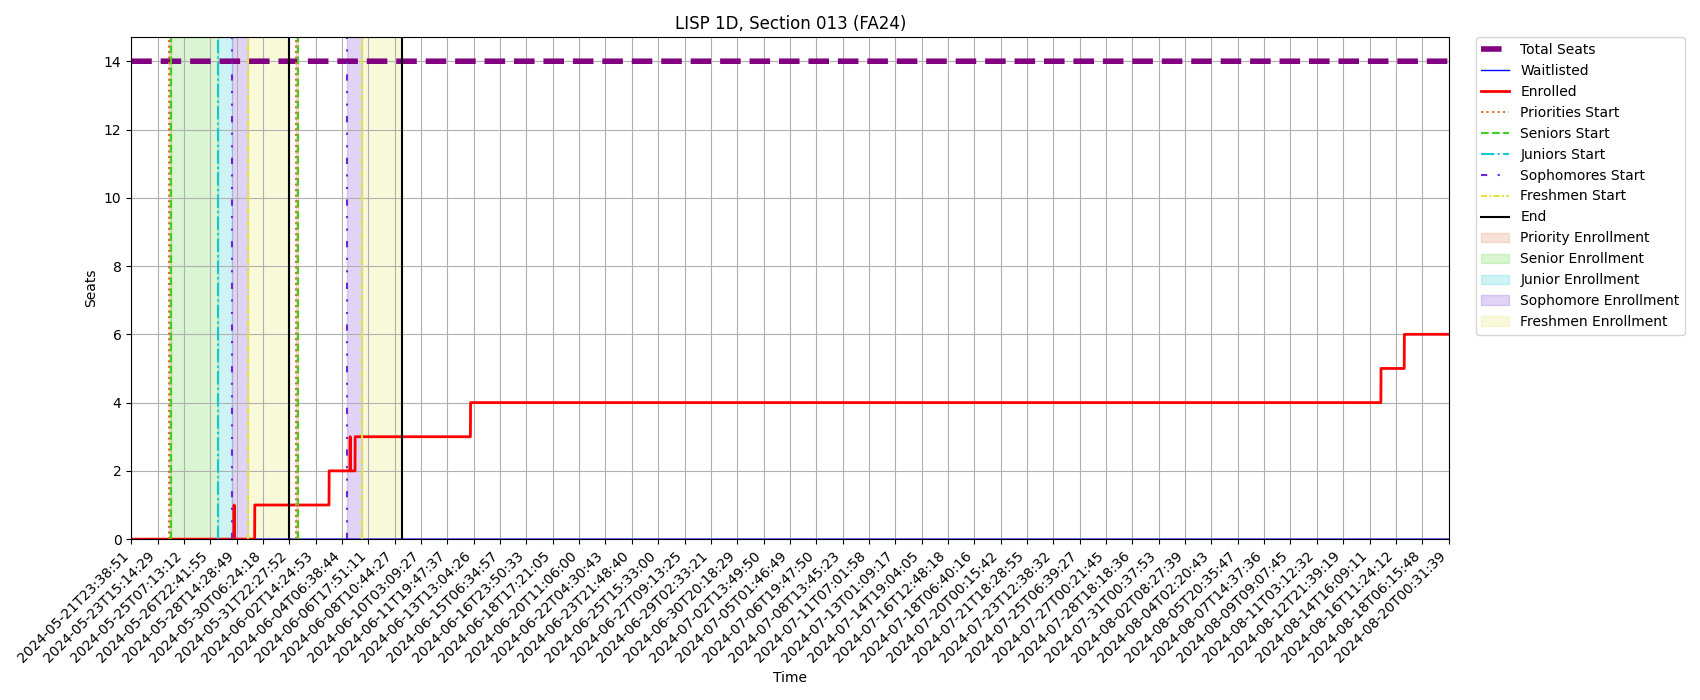 LISP 1D, Section 013 (FA24)
Seats
14
12
10
8
6
4
2
0
2024-05-21T23:38:51
2024-05-23T15:14:29
2024-05-25T07:13:12
2024-05-26T22:41:55
2024-05-28T14:28:49
2024-05-30T06:24:18
2024-05-31T22:27:52
2024-06-02T14:24:53
2024-06-04T06:38:44
2024-06-06T17:51:11
2024-06-08T10:44:27
2024-06-10T03:09:27
2024-06-11T19:47:37
2024-06-13T13:04:26
2024-06-15T06:34:57
2024-06-16T23:50:33
2024-06-18T17:21:05
2024-06-20T11:06:00
2024-06-22T04:30:43
2024-06-23T21:48:40
2024-06-25T15:33:00
2024-06-27T09:13:25
2024-06-29T02:33:21
2024-06-30T20:18:29
2024-07-02T13:49:50
2024-07-05T01:46:49
2024-07-06T19:47:50
2024-07-08T13:45:23
2024-07-11T07:01:58
2024-07-13T01:09:17
2024-07-14T19:04:05
2024-07-16T12:48:18
2024-07-18T06:40:16
2024-07-20T00:15:42
2024-07-21T18:28:55
2024-07-23T12:38:32
2024-07-25T06:39:27
2024-07-27T00:21:45
2024-07-28T18:18:36
2024-07-31T00:37:53
2024-08-02T08:27:39
2024-08-04T02:20:43
2024-08-05T20:35:47
2024-08-07T14:37:36
2024-08-09T09:07:45
2024-08-11T03:12:32
2024-08-12T21:39:19
2024-08-14T16:09:11
2024-08-16T11:24:12
2024-08-18T06:15:48
2024-08-20T00:31:39
Time
Total Seats
Waitlisted
Enrolled
Priorities Start
Seniors Start
Juniors Start
Sophomores Start
Freshmen Start
End
Priority Enrollment
Senior Enrollment
Junior Enrollment
Sophomore Enrollment
Freshmen Enrollment